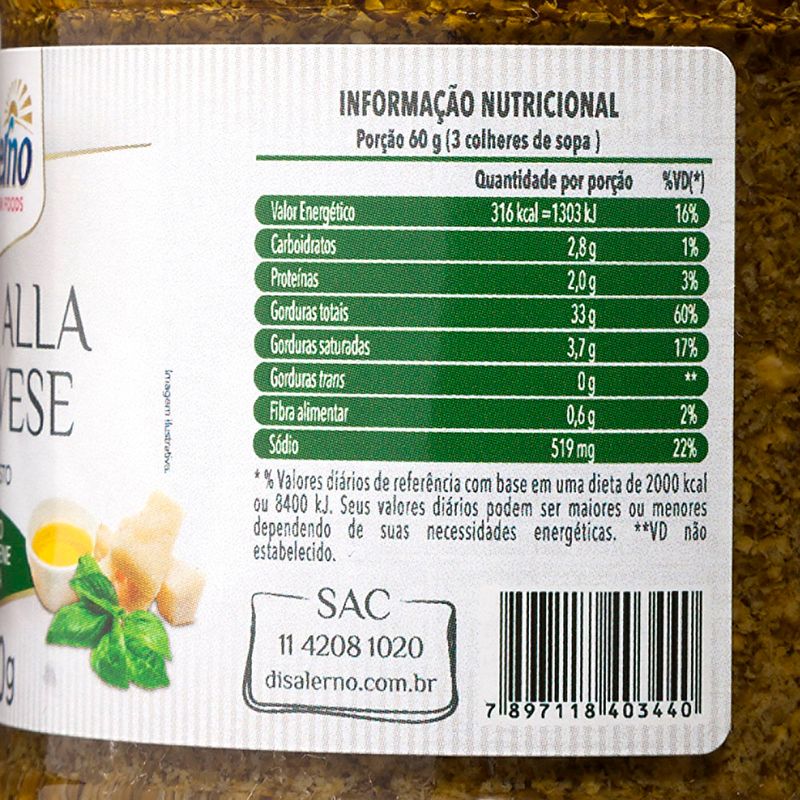 INFORMAÇÃO NUTRICIONAL
Porção 60 g (3 colheres de sopa )
Quantidade por porção %VD(*)
Valor Energético 316 kcal =1303 kJ 16%
Carboidratos 2,8 g 1%
Proteínas 2,0 g 3%
Gorduras totais 33 g 60%
Gorduras saturadas 3,7 g 17%
Gorduras trans 0 g **
Fibra alimentar 0,6 g 2%
Sódio 519 mg 22%
* % Valores diários de referência com base em uma dieta de 2000 kcal
ou 8400 kJ. Seus valores diários podem ser maiores ou menores
dependendo de suas necessidades energéticas. **VD não
estabelecido.
SAC
11 4208 1020
disalerno.com.br
7 897118 403440
FOODS
ALLA
Imagem ilustrativa.